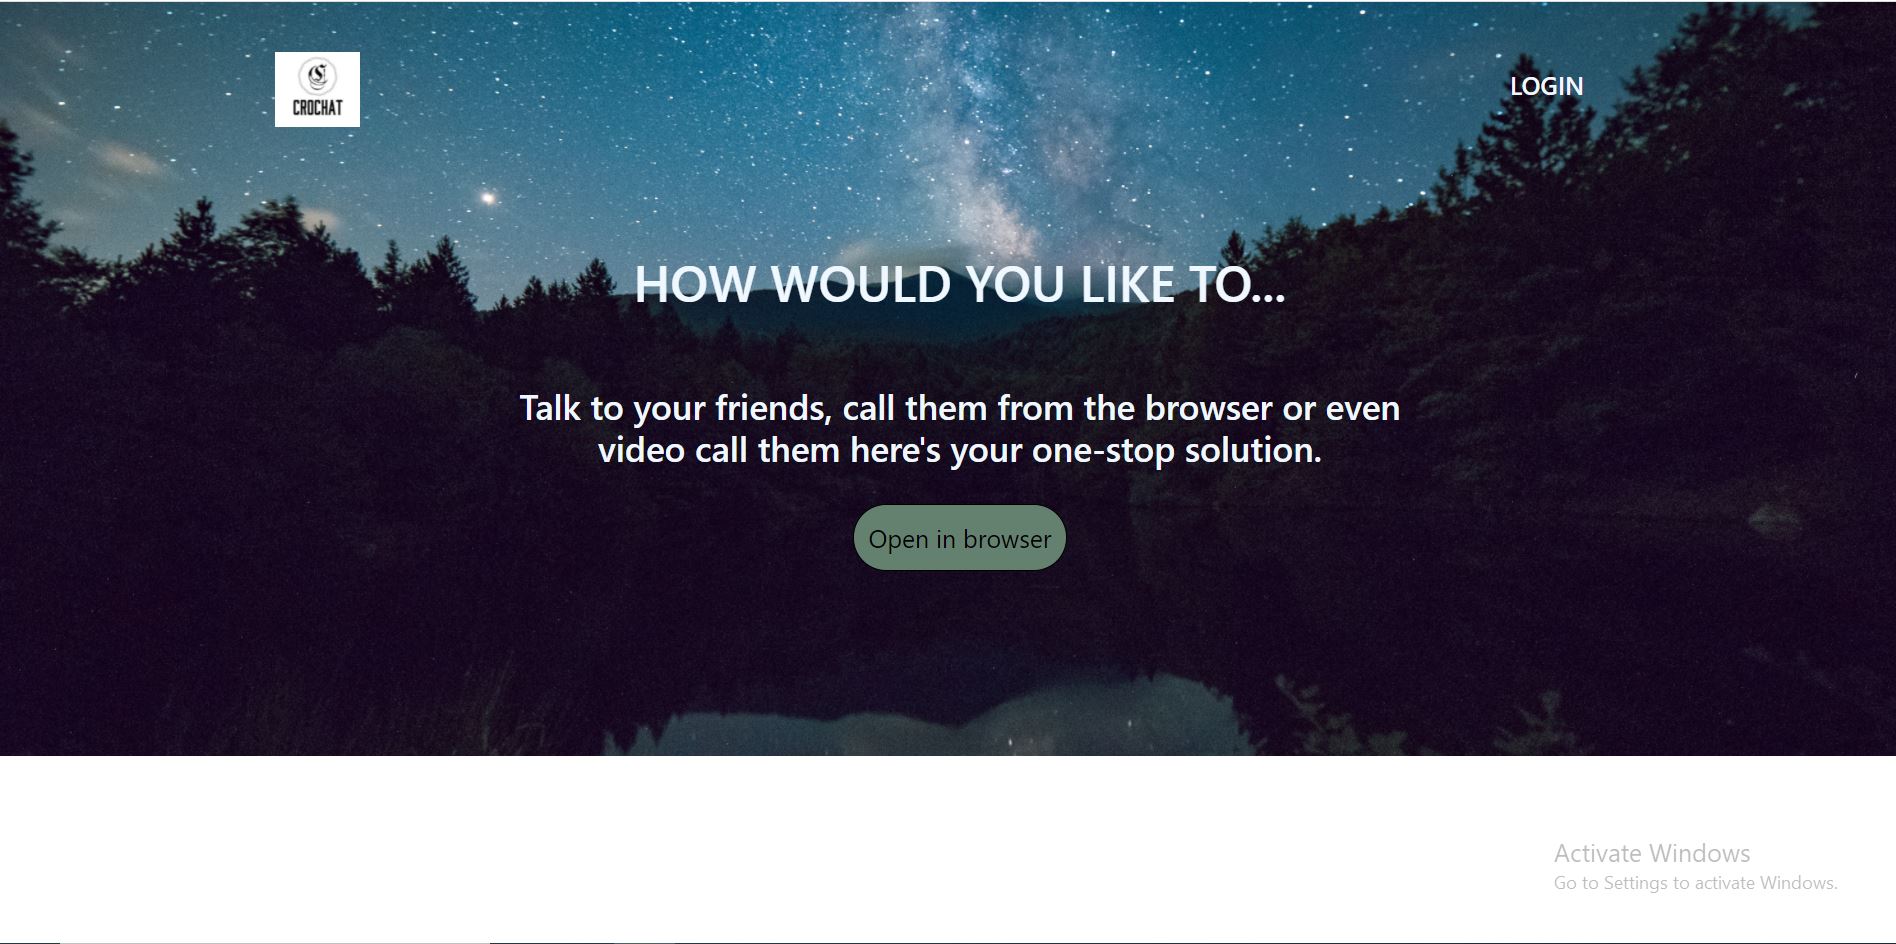 CROCHAT
LOGIN
HOW WOULD YOU LIKE TO...
Talk to your friends, call them from the browser or even
video call them here's your one-stop solution.
Open in browser
Activate Windows
Go to Settings to activate Windows.